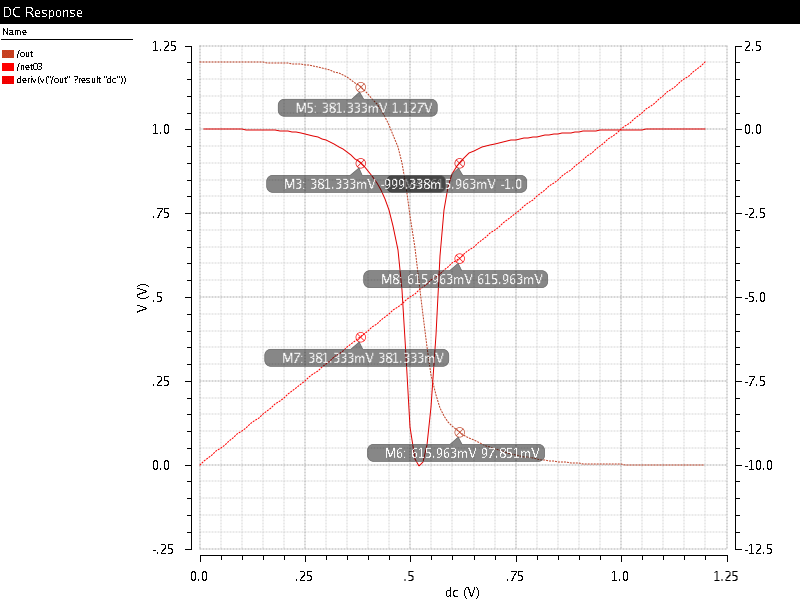 DC Response
Name
/out
/net03
deriv(v("/out" ?result "dc"))
1.25
1.0
.75
.5
.25
0.0
-.25
V (V)
2.5
0.0
-2.5
-5.0
-7.5
-10.0
-12.5
M5: 381.333mV 1.127V
M3: 381.333mV -999.338m
5.963mV -1.0
M8: 615.963mV 615.963mV
M7: 381.333mV 381.333mV
M6: 615.963mV 97.851mV
0.0 .25 .5 .75 1.0 1.25
dc (V)